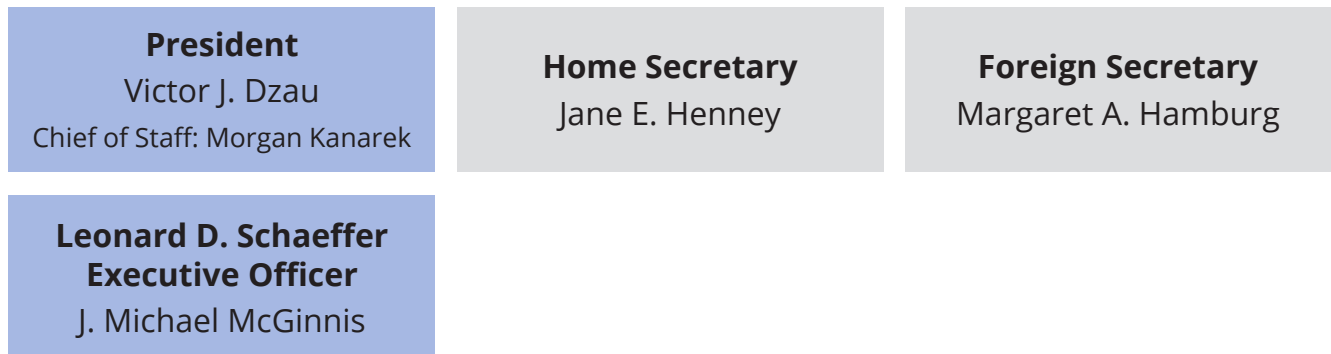 President
Victor J. Dzau
Chief of Staff: Morgan Kanarek
Home Secretary
Jane E. Henney
Foreign Secretary
Margaret A. Hamburg
Leonard D. Schaeffer
Executive Officer
J. Michael McGinnis